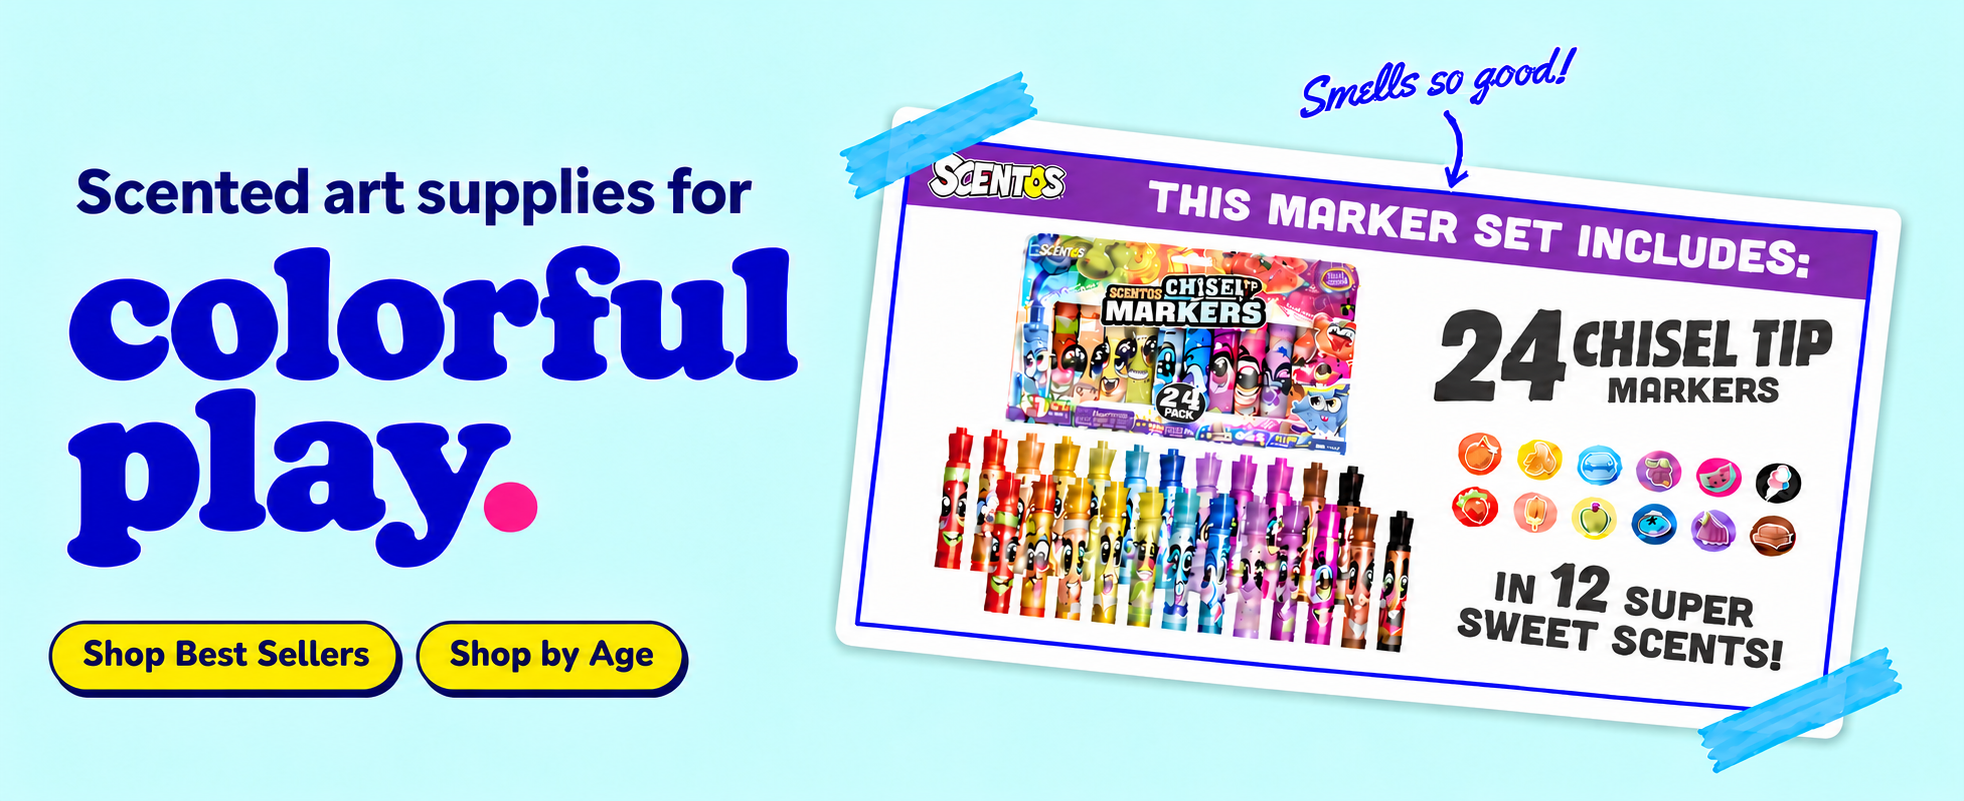 Scented art supplies for
colorful
play.
Shop Best Sellers
Shop by Age
Smells so good!
SCENTOS
THIS MARKER SET INCLUDES:
SCENTOS
SCENTOS CHISEL TIP
MARKERS
24
PACK
24 CHISEL TIP
MARKERS
IN 12 SUPER
SWEET SCENTS!